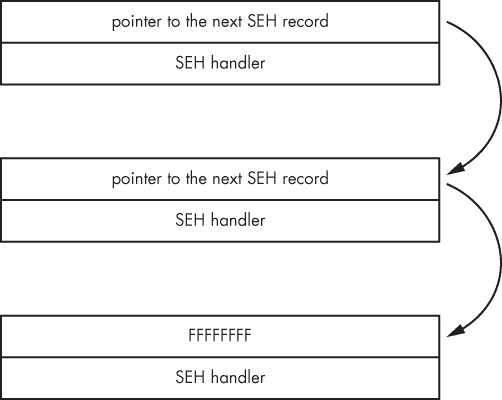 pointer to the next SEH record
SEH handler
pointer to the next SEH record
SEH handler
FFFFFFFF
SEH handler